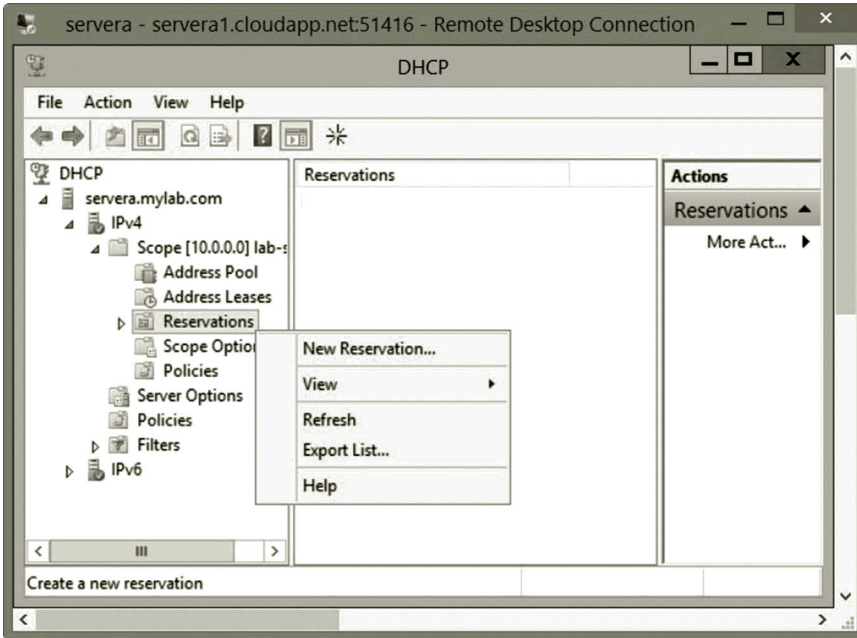 servera - servera1.cloudapp.net:51416 - Remote Desktop Connection
DHCP
File Action View Help
DHCP
servera.mylab.com
IPv4
Scope [10.0.0.0] lab-s
Address Pool
Address Leases
Reservations
Scope Optio
Policies
Server Options
Policies
Filters
IPv6
Reservations
New Reservation...
View
Refresh
Export List...
Help
Actions
Reservations
More Act...
Create a new reservation